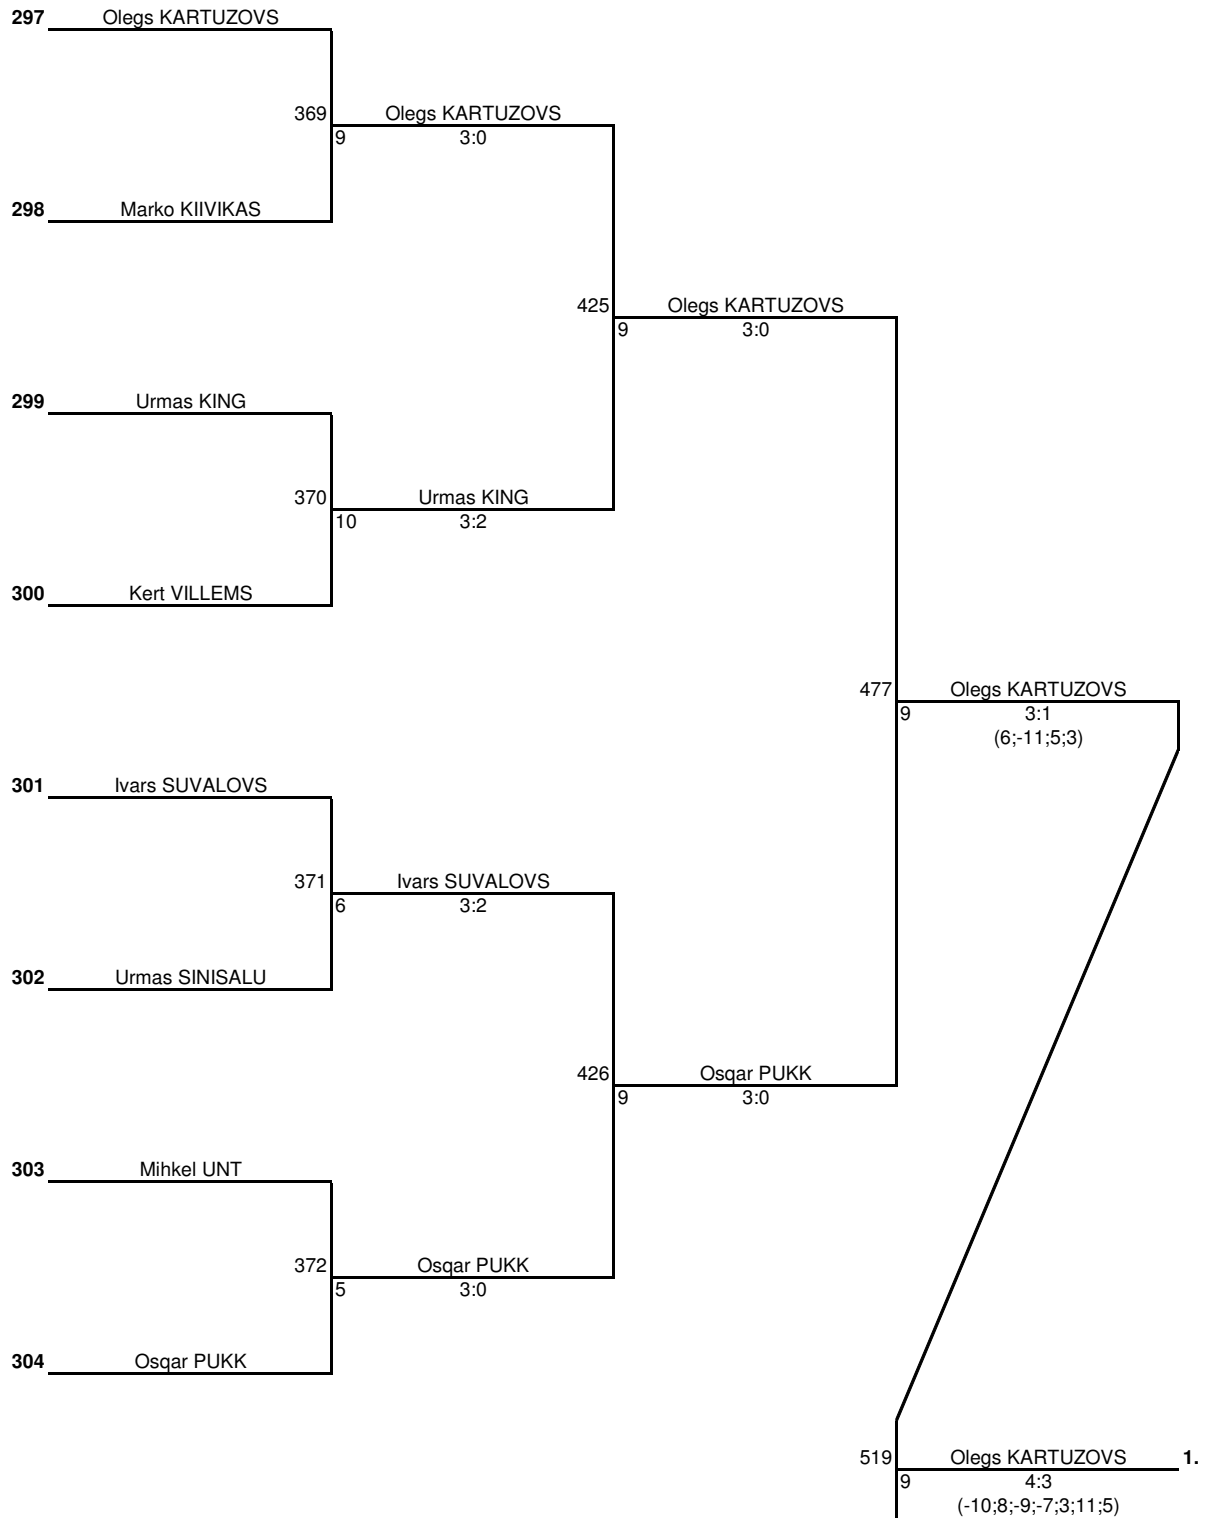 297 Olegs KARTUZOVS
369 Olegs KARTUZOVS
9 3:0
298 Marko KIIVIKAS
425 Olegs KARTUZOVS
9 3:0
299 Urmas KING
370 Urmas KING
10 3:2
300 Kert VILLEMS
477 Olegs KARTUZOVS
9 3:1
(6;-11;5;3)
301 Ivars SUVALOVS
371 Ivars SUVALOVS
6 3:2
302 Urmas SINISALU
426 Osqar PUKK
9 3:0
303 Mihkel UNT
372 Osqar PUKK
5 3:0
304 Osqar PUKK
519 Olegs KARTUZOVS 1.
9 4:3
(-10;8;-9;-7;3;11;5)